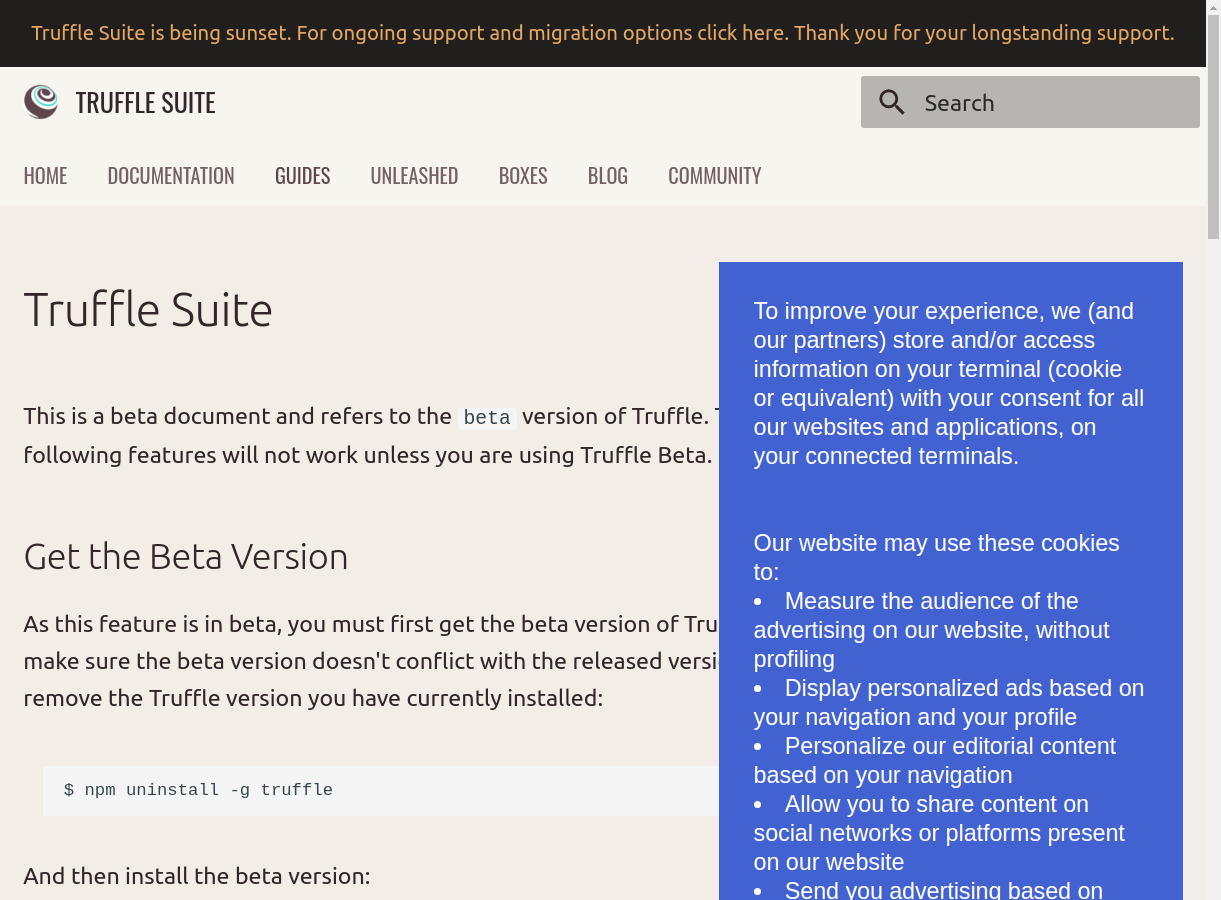 Truffle Suite is being sunset. For ongoing support and migration options click here. Thank you for your longstanding support.
TRUFFLE SUITE
Search
HOME
DOCUMENTATION
GUIDES
UNLEASHED
BOXES
BLOG
COMMUNITY
Truffle Suite
This is a beta document and refers to the beta version of Truffle.
following features will not work unless you are using Truffle Beta.
Get the Beta Version
As this feature is in beta, you must first get the beta version of
make sure the beta version doesn't conflict with the released
remove the Truffle version you have currently installed:
$ npm uninstall -g truffle
And then install the beta version:
To improve your experience, we (and
our partners) store and/or access
information on your terminal (cookie
or equivalent) with your consent for all
our websites and applications, on
your connected terminals.
Our website may use these cookies
to:
• Measure the audience of the
advertising on our website, without
profiling
• Display personalized ads based on
your navigation and your profile
• Personalize our editorial content
based on your navigation
• Allow you to share content on
social networks or platforms present
on our website
• Send you advertising based on